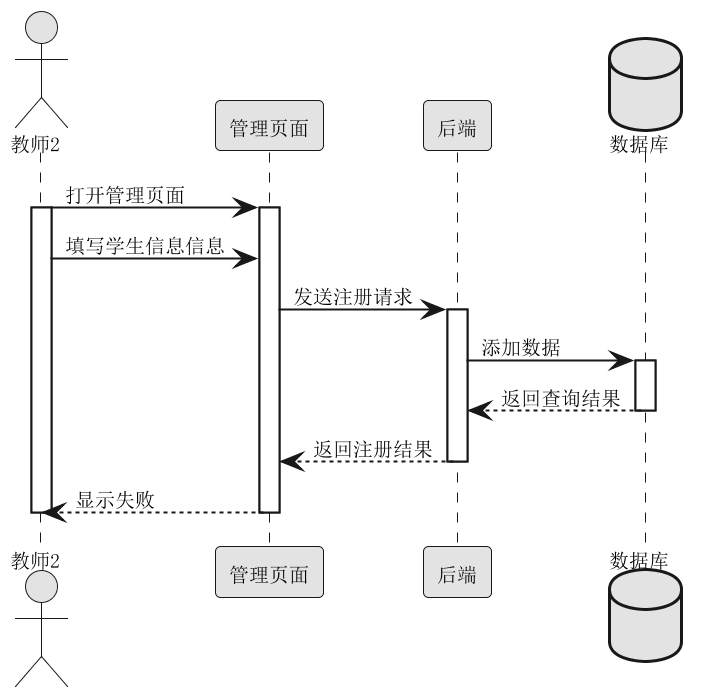 教师2
管理页面
后端
数据库
打开管理页面
填写学生信息信息
发送注册请求
添加数据
返回查询结果
返回注册结果
显示失败
教师2
管理页面
后端
数据库